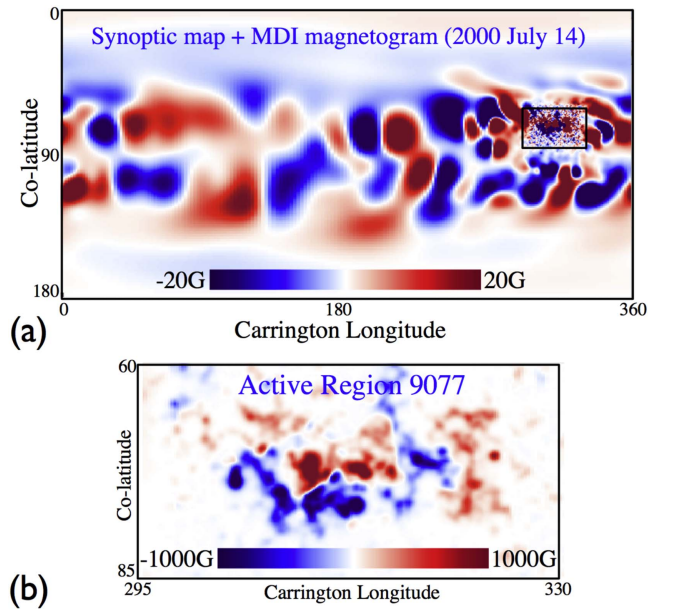 0
Synoptic map + MDI magnetogram (2000 July 14)
Co-latitude
90
-20G
20G
180
0
180
360
(a)
Carrington Longitude
60
Active Region 9077
Co-latitude
-1000G
1000G
85
295
330
(b)
Carrington Longitude